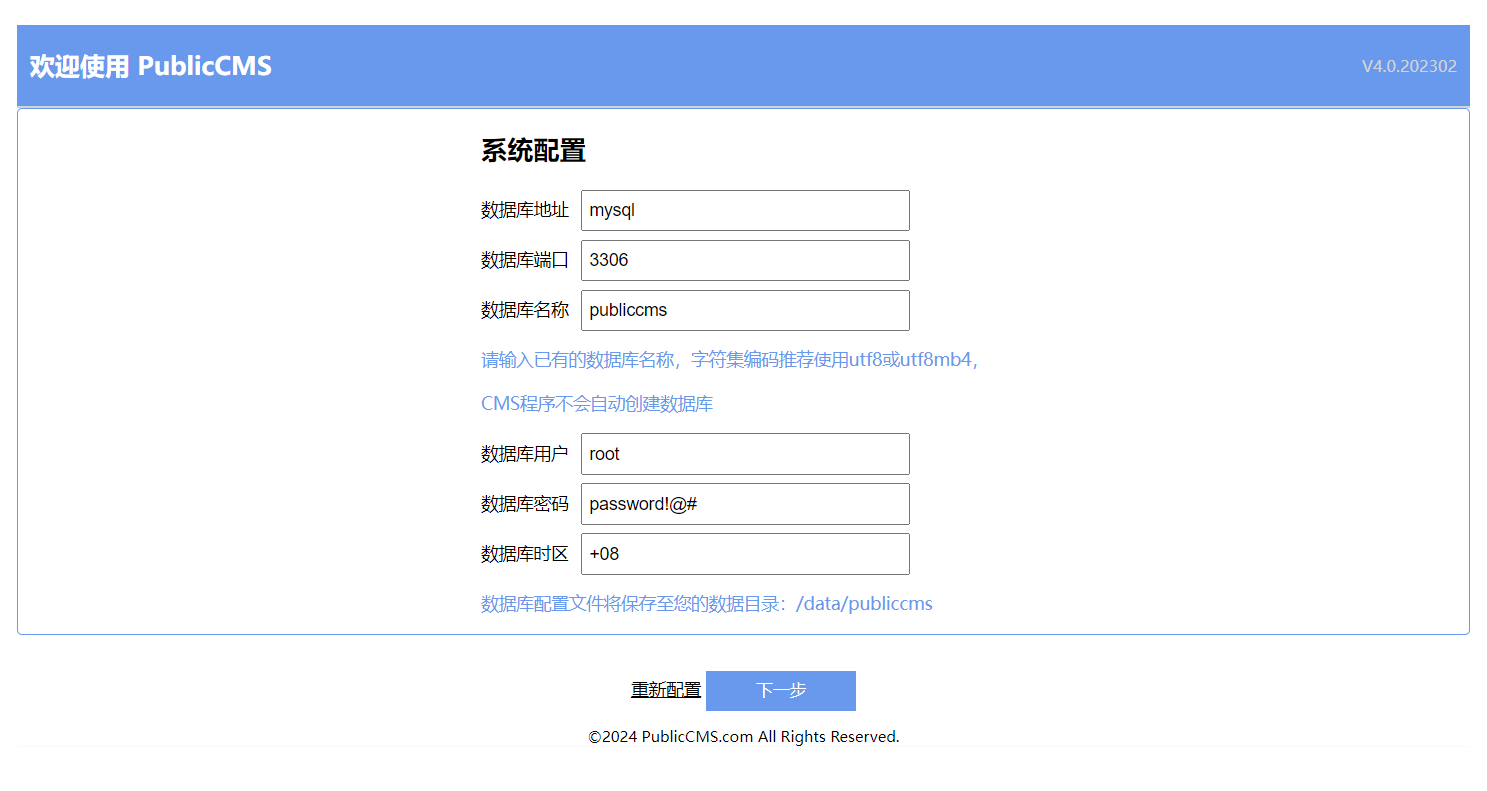 欢迎使用 PublicCMS
V4.0.202302
系统配置
数据库地址 mysql
数据库端口 3306
数据库名称 publiccms
请输入已有的数据库名称，字符集编码推荐使用utf8或utf8mb4，
CMS程序不会自动创建数据库
数据库用户 root
数据库密码 password!@#
数据库时区 +08
数据库配置文件将保存至您的数据目录：/data/publiccms
重新配置 下一步
©2024 PublicCMS.com All Rights Reserved.